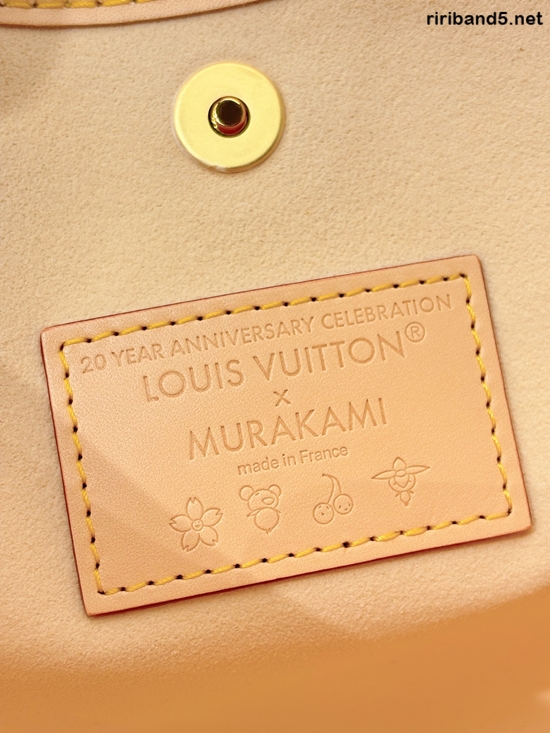 ririband5.net
20 YEAR ANNIVERSARY CELEBRATION
LOUIS VUITTON®
x
MURAKAMI
made in France